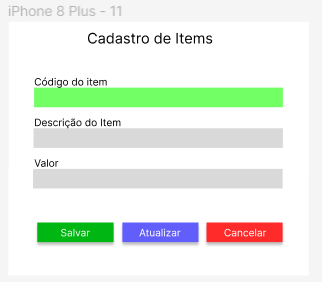 iPhone 8 Plus - 11
Cadastro de Items
Código do item
Descrição do Item
Valor
Salvar
Atualizar
Cancelar